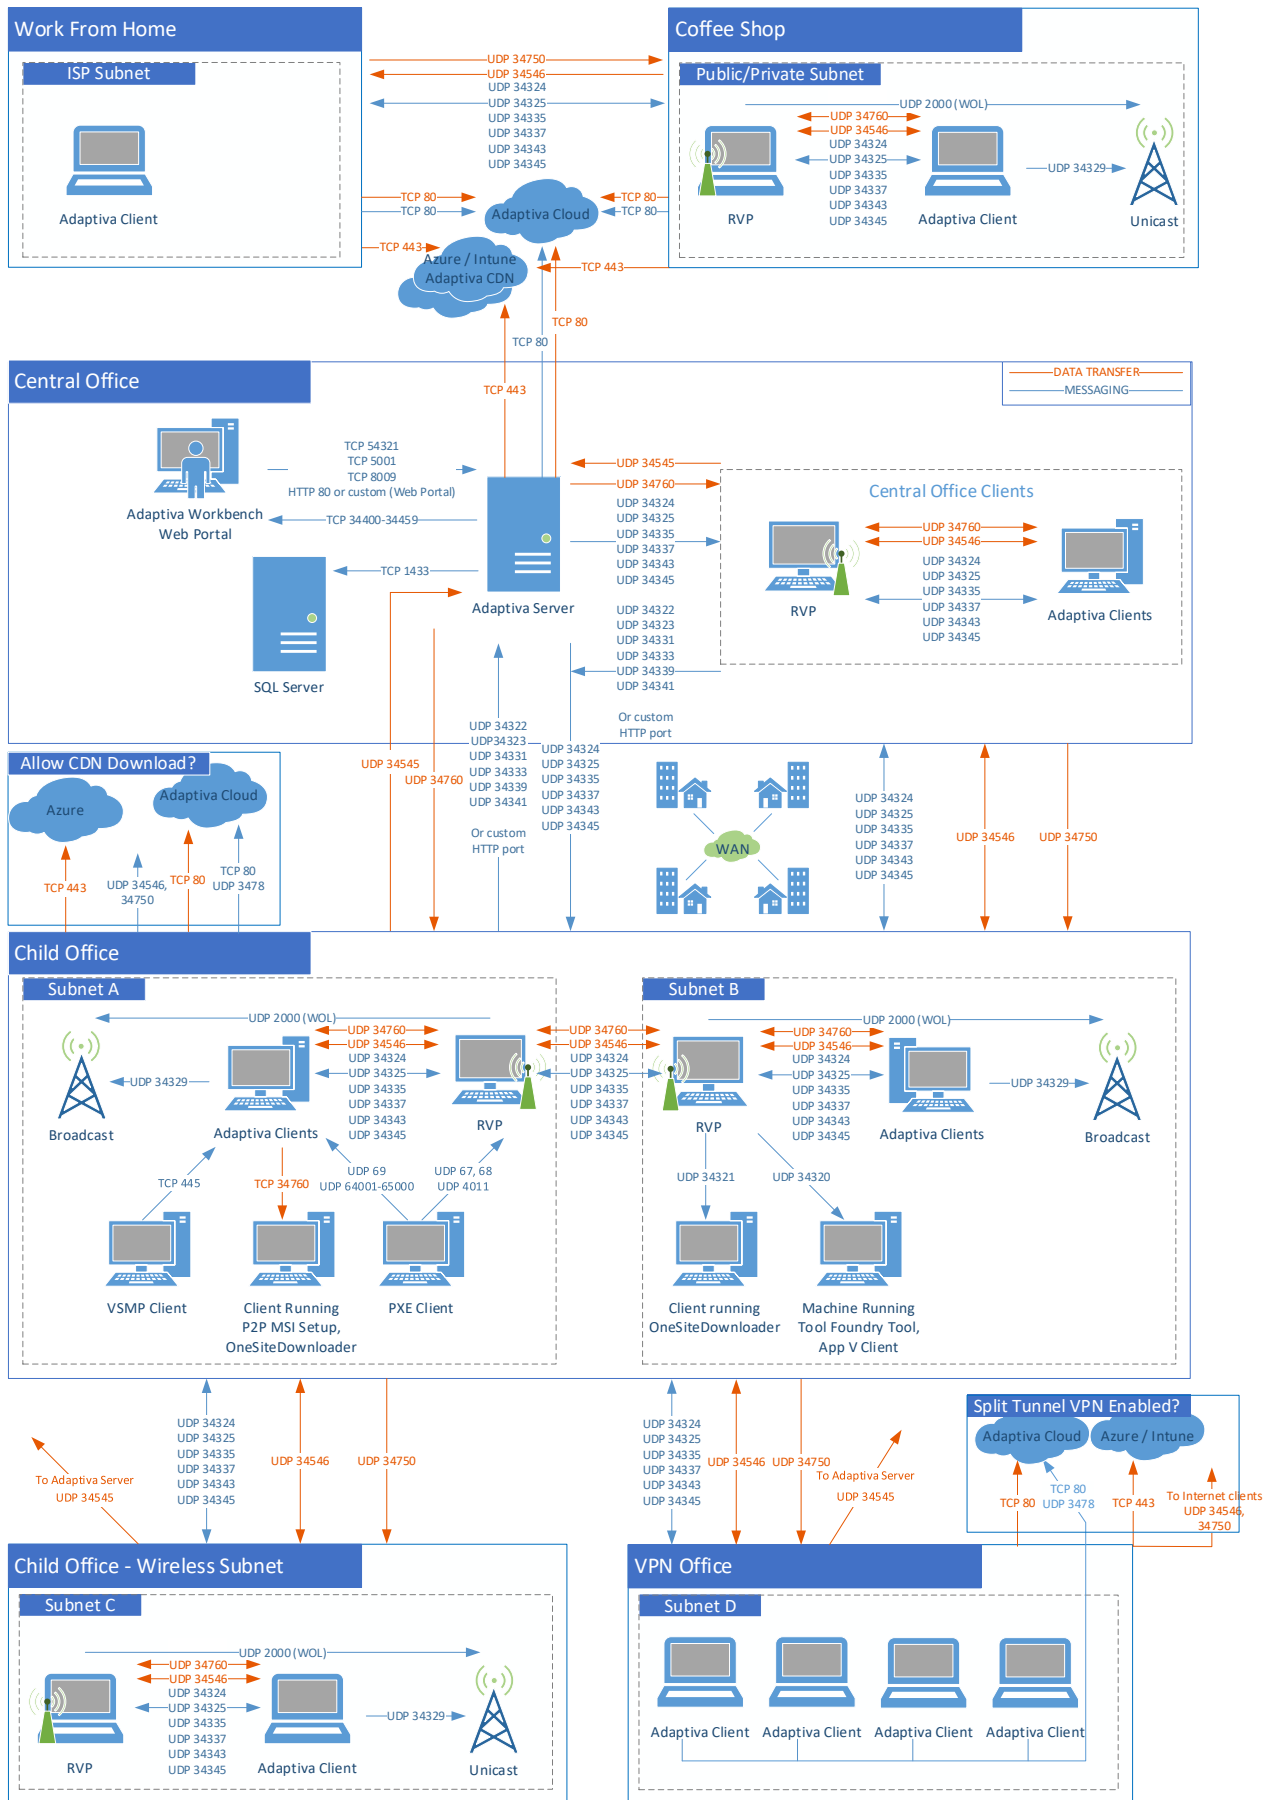 Work From Home
ISP Subnet
Adaptiva Client
UDP 34750
UDP 34546
UDP 34324
UDP 34325
UDP 34335
UDP 34337
UDP 34343
UDP 34345
Coffee Shop
Public/Private Subnet
UDP 2000 (WOL)
UDP 34760
UDP 34546
UDP 34324
UDP 34325
UDP 34335
UDP 34337
UDP 34343
UDP 34345
UDP 34329
RVP
Adaptiva Client
Unicast
TCP 80
TCP 80
Adaptiva Cloud
TCP 80
TCP 80
TCP 443
Azure / Intune
Adaptiva CDN
TCP 443
TCP 80
TCP 80
TCP 443
Central Office
DATA TRANSFER
MESSAGING
TCP 54321
TCP 5001
TCP 8009
HTTP 80 or custom (Web Portal)
Adaptiva Workbench
Web Portal
TCP 34400-34459
TCP 1433
SQL Server
Adaptiva Server
UDP 34545
UDP 34760
UDP 34324
UDP 34325
UDP 34335
UDP 34337
UDP 34343
UDP 34345
UDP 34322
UDP 34323
UDP 34331
UDP 34333
UDP 34339
UDP 34341
Or custom
HTTP port
Central Office Clients
UDP 34760
UDP 34546
UDP 34324
UDP 34325
UDP 34335
UDP 34337
UDP 34343
UDP 34345
RVP
Adaptiva Clients
Allow CDN Download?
Azure
Adaptiva Cloud
TCP 443
UDP 34546,
34750
TCP 80
TCP 80
UDP 3478
UDP 34545
UDP 34760
UDP 34322
UDP34323
UDP 34331
UDP 34333
UDP 34339
UDP 34341
Or custom
HTTP port
UDP 34324
UDP 34325
UDP 34335
UDP 34337
UDP 34343
UDP 34345
WAN
UDP 34324
UDP 34325
UDP 34335
UDP 34337
UDP 34343
UDP 34345
UDP 34546
UDP 34750
Child Office
Subnet A
UDP 2000 (WOL)
UDP 34760
UDP 34546
UDP 34324
UDP 34325
UDP 34335
UDP 34337
UDP 34343
UDP 34345
UDP 34329
Broadcast
Adaptiva Clients
RVP
TCP 445
TCP 34760
UDP 69
UDP 64001-65000
UDP 67, 68
UDP 4011
VSMP Client
Client Running
P2P MSI Setup,
OneSiteDownloader
PXE Client
UDP 34760
UDP 34546
UDP 34324
UDP 34325
UDP 34335
UDP 34337
UDP 34343
UDP 34345
Subnet B
UDP 2000 (WOL)
UDP 34760
UDP 34546
UDP 34324
UDP 34325
UDP 34335
UDP 34337
UDP 34343
UDP 34345
UDP 34329
RVP
Adaptiva Clients
Broadcast
UDP 34321
UDP 34320
Client running
OneSiteDownloader
Machine Running
Tool Foundry Tool,
App V Client
To Adaptiva Server
UDP 34545
UDP 34324
UDP 34325
UDP 34335
UDP 34337
UDP 34343
UDP 34345
UDP 34546
UDP 34750
UDP 34324
UDP 34325
UDP 34335
UDP 34337
UDP 34343
UDP 34345
UDP 34546
UDP 34750
To Adaptiva Server
UDP 34545
Split Tunnel VPN Enabled?
Adaptiva Cloud
Azure / Intune
TCP 80
TCP 80
UDP 3478
TCP 443
To Internet clients
UDP 34546,
34750
Child Office - Wireless Subnet
Subnet C
UDP 2000 (WOL)
UDP 34760
UDP 34546
UDP 34324
UDP 34325
UDP 34335
UDP 34337
UDP 34343
UDP 34345
UDP 34329
RVP
Adaptiva Client
Unicast
VPN Office
Subnet D
Adaptiva Client
Adaptiva Client
Adaptiva Client
Adaptiva Client